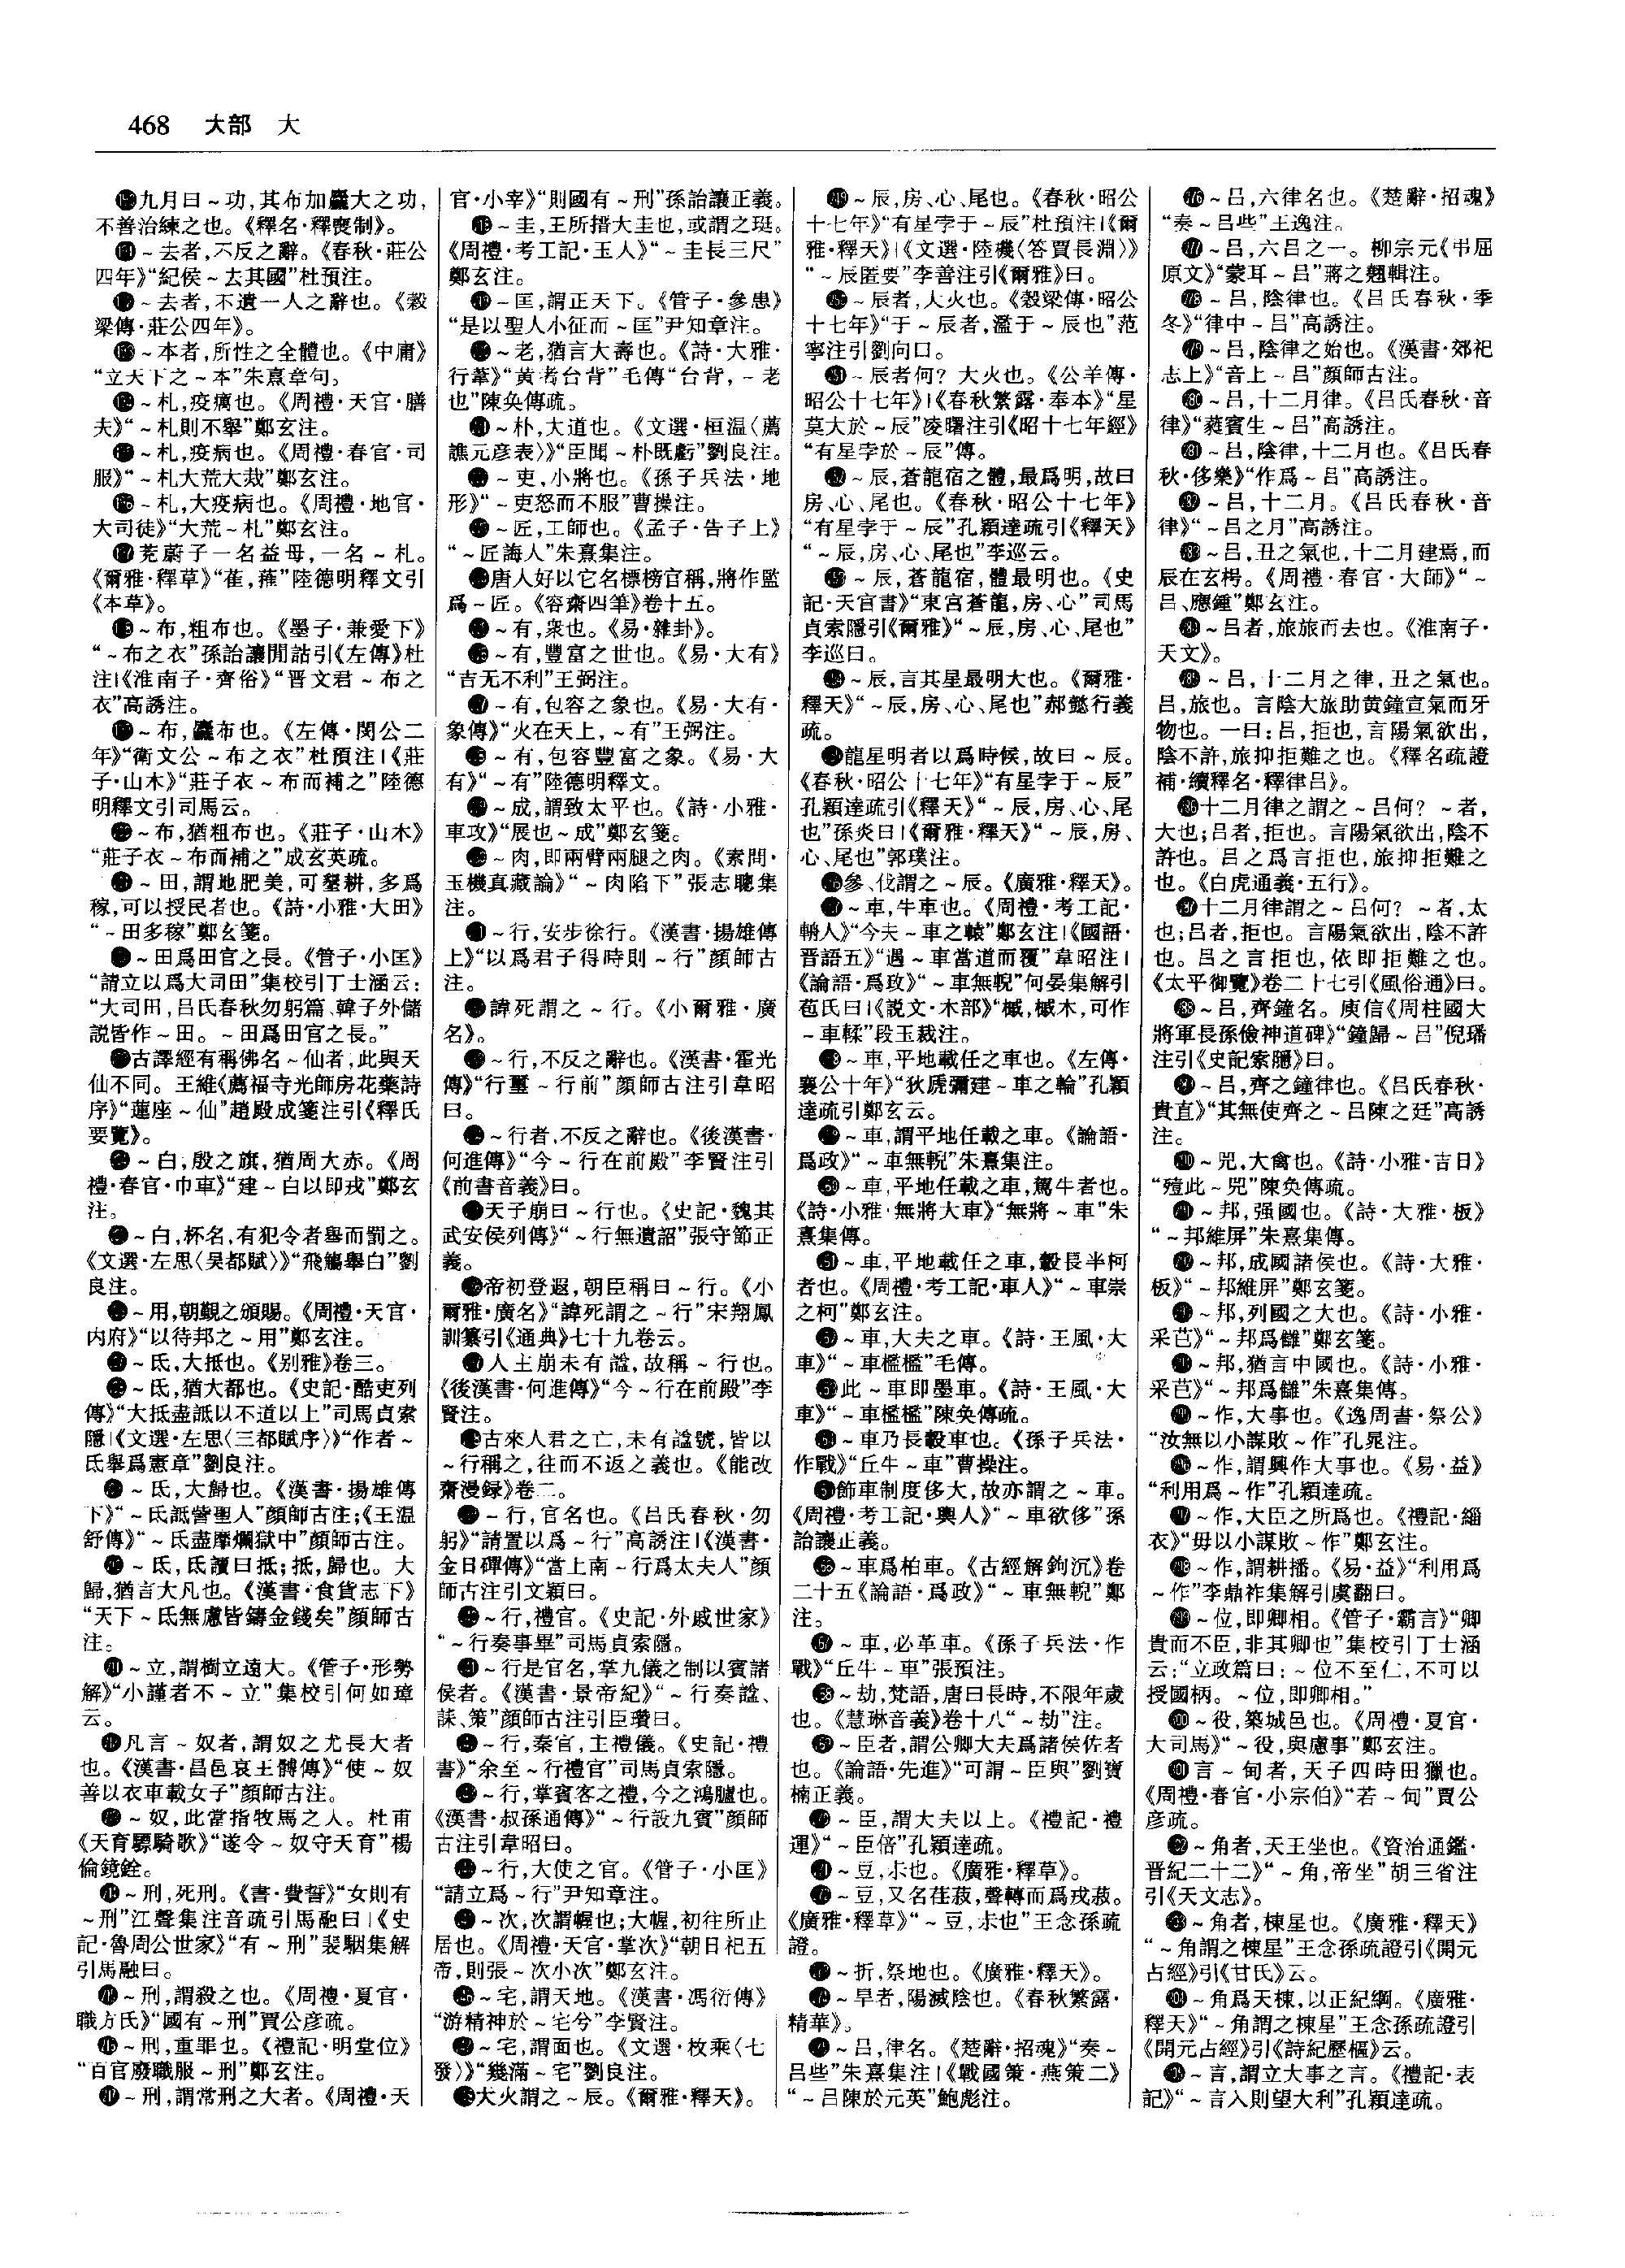 468 大部 大
九月曰～功，其布加麤大之功，
不善治練之也。《釋名·釋喪制》。
～去者，不反之辭。《春秋·莊公
四年》“紀侯～去其國”杜預注。
～去者，不遺一人之辭也。《穀
梁傳·莊公四年》。
～本者，所性之全體也。《中庸》
“立天下之～本”朱熹章句。
～札，疫癘也。《周禮·天官·膳
夫》“～札則不舉”鄭玄注。
～札，疫病也。《周禮·春官·司
服》“～札大荒大烖”鄭玄注。
～札，大疫病也。《周禮·地官·
大司徒》“大荒～札”鄭玄注。
茺蔚子一名益母，一名～札。
《爾雅·釋草》“萑，蓷”陸德明釋文引
《本草》。
～布，粗布也。《墨子·兼愛下》
“～布之衣”孫詒讓閒詁引《左傳》杜
注|《淮南子·齊俗》“晋文君～布之
衣”高誘注。
～布，麤布也。《左傳·閔公二
年》“衛文公～布之衣”杜預注|《莊
子·山木》“莊子衣～布而補之”陸德
明釋文引司馬云。
～布，猶粗布也。《莊子·山木》
“莊子衣～布而補之”成玄英疏。
～田，謂地肥美，可墾耕，多爲
稼，可以授民者也。《詩·小雅·大田》
“～田多稼”鄭玄箋。
～田爲田官之長。《管子·小匡》
“請立以爲大司田”集校引丁士涵云：
“大司田，吕氏春秋勿躬篇、韓子外儲
説皆作～田。～田爲田官之長。”
古譯經有稱佛名～仙者，此與天
仙不同。王維《薦福寺光師房花藥詩
序》“蓮座～仙”趙殿成箋注引《釋氏
要覽》。
～白，殷之旗，猶周大赤。《周
禮·春官·巾車》“建～白以即戎”鄭玄
注。
～白，杯名，有犯令者舉而罰之。
《文選·左思〈吴都賦〉》“飛觴舉白”劉
良注。
～用，朝覲之頒賜。《周禮·天官·
内府》“以待邦之～用”鄭玄注。
～氐，大抵也。《别雅》卷三。
～氐，猶大都也。《史記·酷吏列
傳》“大抵盡詆以不道以上”司馬貞索
隱|《文選·左思〈三都賦序〉》“作者～
氐舉爲憲章”劉良注。
～氐，大歸也。《漢書·揚雄傳
下》“～氐詆訾聖人”顔師古注；《王温
舒傳》“～氐盡靡爛獄中”顔師古注。
～氐，氐讀曰抵；抵，歸也。大
歸，猶言大凡也。《漢書·食貨志下》
“天下～氐無慮皆鑄金錢矣”顔師古
注。
～立，謂樹立遠大。《管子·形勢
解》“小謹者不～立”集校引何如璋
云。
凡言～奴者，謂奴之尤長大者
也。《漢書·昌邑哀王髆傳》“使～奴
善以衣車載女子”顔師古注。
～奴，此當指牧馬之人。杜甫
《天育驃騎歌》“遂令～奴守天育”楊
倫鏡銓。
～刑，死刑。《書·費誓》“女則有
～刑”江聲集注音疏引馬融曰|《史
記·魯周公世家》“有～刑”裴駰集解
引馬融曰。
～刑，謂殺之也。《周禮·夏官·
職方氏》“國有～刑”賈公彦疏。
～刑，重罪也。《禮記·明堂位》
“百官廢職服～刑”鄭玄注。
～刑，謂常刑之大者。《周禮·天
官·小宰》“則國有～刑”孫詒讓正義。
～圭，王所搢大圭也，或謂之珽。
《周禮·考工記·玉人》“～圭長三尺”
鄭玄注。
～匡，謂正天下。《管子·參患》
“是以聖人小征而～匡”尹知章注。
～老，猶言大壽也。《詩·大雅·
行葦》“黄耇台背”毛傳“台背，～老
也”陳奂傳疏。
～朴，大道也。《文選·桓温〈薦
譙元彦表〉》“臣聞～朴既虧”劉良注。
～吏，小將也。《孫子兵法·地
形》“～吏怒而不服”曹操注。
～匠，工師也。《孟子·告子上》
“～匠誨人”朱熹集注。
唐人好以它名標榜官稱，將作監
爲～匠。《容齋四筆》卷十五。
～有，衆也。《易·雜卦》。
～有，豐富之世也。《易·大有》
“吉无不利”王弼注。
～有，包容之象也。《易·大有·
象傳》“火在天上，～有”王弼注。
～有，包容豐富之象。《易·大
有》“～有”陸德明釋文。
～成，謂致太平也。《詩·小雅·
車攻》“展也～成”鄭玄箋。
～肉，即兩臂兩腿之肉。《素問·
玉機真藏論》“～肉陷下”張志聰集
注。
～行，安步徐行。《漢書·揚雄傳
上》“以爲君子得時則～行”顔師古
注。
諱死謂之～行。《小爾雅·廣
名》。
～行，不反之辭也。《漢書·霍光
傳》“行璽～行前”顔師古注引韋昭
曰。
～行者，不反之辭也。《後漢書·
何進傳》“今～行在前殿”李賢注引
《前書音義》曰。
天子崩曰～行也。《史記·魏其
武安侯列傳》“～行無遺詔”張守節正
義。
帝初登遐，朝臣稱曰～行。《小
爾雅·廣名》“諱死謂之～行”宋翔鳳
訓纂引《通典》七十九卷云。
人主崩未有諡，故稱～行也。
《後漢書·何進傳》“今～行在前殿”李
賢注。
古來人君之亡，未有諡號，皆以
～行稱之，往而不返之義也。《能改
齋漫録》卷二。
～行，官名也。《吕氏春秋·勿
躬》“請置以爲～行”高誘注|《漢書·
金日磾傳》“當上南～行爲太夫人”顔
師古注引文穎曰。
～行，禮官。《史記·外戚世家》
“～行奏事畢”司馬貞索隱。
～行是官名，掌九儀之制以賓諸
侯者。《漢書·景帝紀》“～行奏諡、
誄、策”顔師古注引臣瓚曰。
～行，秦官，主禮儀。《史記·禮
書》“余至～行禮官”司馬貞索隱。
～行，掌賓客之禮，今之鴻臚也。
《漢書·叔孫通傳》“～行設九賓”顔師
古注引韋昭曰。
～行，大使之官。《管子·小匡》
“請立爲～行”尹知章注。
～次，次謂幄也；大幄，初往所止
居也。《周禮·天官·掌次》“朝日祀五
帝，則張～次小次”鄭玄注。
～宅，謂天地。《漢書·馮衍傳》
“游精神於～宅兮”李賢注。
～宅，謂面也。《文選·枚乘〈七
發〉》“幾滿～宅”劉良注。
大火謂之～辰。《爾雅·釋天》。
～辰，房、心、尾也。《春秋·昭公
十七年》“有星孛于～辰”杜預注|《爾
雅·釋天》|《文選·陸機〈答賈長淵〉》
“～辰匿要”李善注引《爾雅》曰。
～辰者，大火也。《穀梁傳·昭公
十七年》“于～辰者，濫于～辰也”范
寧注引劉向曰。
～辰者何？大火也。《公羊傳·
昭公十七年》|《春秋繁露·奉本》“星
莫大於～辰”凌曙注引《昭十七年經》
“有星孛於～辰”傳。
～辰，蒼龍宿之體，最爲明，故曰
房、心、尾也。《春秋·昭公十七年》
“有星孛于～辰”孔穎達疏引《釋天》
“～辰，房、心、尾也”李巡云。
～辰，蒼龍宿，體最明也。《史
記·天官書》“東宫蒼龍，房、心”司馬
貞索隱引《爾雅》“～辰，房、心、尾也”
李巡曰。
～辰，言其星最明大也。《爾雅·
釋天》“～辰，房、心、尾也”郝懿行義
疏。
龍星明者以爲時候，故曰～辰。
《春秋·昭公十七年》“有星孛于～辰”
孔穎達疏引《釋天》“～辰，房、心、尾
也”孫炎曰|《爾雅·釋天》“～辰，房、
心、尾也”郭璞注。
參、伐謂之～辰。《廣雅·釋天》。
～車，牛車也。《周禮·考工記·
輈人》“今夫～車之轅”鄭玄注|《國語·
晋語五》“遇～車當道而覆”韋昭注|
《論語·爲政》“～車無輗”何晏集解引
苞氏曰|《説文·木部》“樴，樴木，可作
～車輮”段玉裁注。
～車，平地載任之車也。《左傳·
襄公十年》“狄虒彌建～車之輪”孔穎
達疏引鄭玄云。
～車，謂平地任載之車。《論語·
爲政》“～車無輗”朱熹集注。
～車，平地任載之車，駕牛者也。
《詩·小雅·無將大車》“無將～車”朱
熹集傳。
～車，平地載任之車，轂長半柯
者也。《周禮·考工記·車人》“～車崇
之柯”鄭玄注。
～車，大夫之車。《詩·王風·大
車》“～車檻檻”毛傳。
此～車即墨車。《詩·王風·大
車》“～車檻檻”陳奂傳疏。
～車乃長轂車也。《孫子兵法·
作戰》“丘牛～車”曹操注。
飾車制度侈大，故亦謂之～車。
《周禮·考工記·輿人》“～車欲侈”孫
詒讓正義。
～車爲柏車。《古經解鉤沉》卷
二十五《論語·爲政》“～車無輗”鄭
注。
～車，必革車。《孫子兵法·作
戰》“丘牛～車”張預注。
～劫，梵語，唐曰長時，不限年歲
也。《慧琳音義》卷十八“～劫”注。
～臣者，謂公卿大夫爲諸侯佐者
也。《論語·先進》“可謂～臣與”劉寶
楠正義。
～臣，謂大夫以上。《禮記·禮
運》“～臣倍”孔穎達疏。
～豆，尗也。《廣雅·釋草》。
～豆，又名荏菽，聲轉而爲戎菽。
《廣雅·釋草》“～豆，尗也”王念孫疏
證。
～折，祭地也。《廣雅·釋天》。
～旱者，陽滅陰也。《春秋繁露·
精華》。
～吕，律名。《楚辭·招魂》“奏～
吕些”朱熹集注|《戰國策·燕策二》
“～吕陳於元英”鮑彪注。
～吕，六律名也。《楚辭·招魂》
“奏～吕些”王逸注。
～吕，六吕之一。柳宗元《弔屈
原文》“蒙耳～吕”蔣之翹輯注。
～吕，陰律也。《吕氏春秋·季
冬》“律中～吕”高誘注。
～吕，陰律之始也。《漢書·郊祀
志上》“音上～吕”顔師古注。
～吕，十二月律。《吕氏春秋·音
律》“蕤賓生～吕”高誘注。
～吕，陰律，十二月也。《吕氏春
秋·侈樂》“作爲～吕”高誘注。
～吕，十二月。《吕氏春秋·音
律》“～吕之月”高誘注。
～吕，丑之氣也，十二月建焉，而
辰在玄枵。《周禮·春官·大師》“～
吕、應鍾”鄭玄注。
～吕者，旅旅而去也。《淮南子·
天文》。
～吕，十二月之律，丑之氣也。
吕，旅也。言陰大旅助黄鐘宣氣而牙
物也。一曰：吕，拒也，言陽氣欲出，
陰不許，旅抑拒難之也。《釋名疏證
補·續釋名·釋律吕》。
十二月律之謂之～吕何？～者，
大也；吕者，拒也。言陽氣欲出，陰不
許也。吕之爲言拒也，旅抑拒難之
也。《白虎通義·五行》。
十二月律謂之～吕何？～者，太
也；吕者，拒也。言陽氣欲出，陰不許
也。吕之言拒也，依即拒難之也。
《太平御覽》卷二十七引《風俗通》曰。
～吕，齊鐘名。庾信《周柱國大
將軍長孫儉神道碑》“鐘歸～吕”倪璠
注引《史記索隱》曰。
～吕，齊之鐘律也。《吕氏春秋·
貴直》“其無使齊之～吕陳之廷”高誘
注。
～兕，大禽也。《詩·小雅·吉日》
“殪此～兕”陳奂傳疏。
～邦，强國也。《詩·大雅·板》
“～邦維屏”朱熹集傳。
～邦，成國諸侯也。《詩·大雅·
板》“～邦維屏”鄭玄箋。
～邦，列國之大也。《詩·小雅·
采芑》“～邦爲讎”鄭玄箋。
～邦，猶言中國也。《詩·小雅·
采芑》“～邦爲讎”朱熹集傳。
～作，大事也。《逸周書·祭公》
“汝無以小謀敗～作”孔晁注。
～作，謂興作大事也。《易·益》
“利用爲～作”孔穎達疏。
～作，大臣之所爲也。《禮記·緇
衣》“毋以小謀敗～作”鄭玄注。
～作，謂耕播。《易·益》“利用爲
～作”李鼎祚集解引虞翻曰。
～位，即卿相。《管子·霸言》“卿
貴而不臣，非其卿也”集校引丁士涵
云：“立政篇曰：～位不至仁，不可以
授國柄。～位，即卿相。”
～役，築城邑也。《周禮·夏官·
大司馬》“～役，與慮事”鄭玄注。
言～甸者，天子四時田獵也。
《周禮·春官·小宗伯》“若～甸”賈公
彦疏。
～角者，天王坐也。《資治通鑑·
晋紀二十二》“～角，帝坐”胡三省注
引《天文志》。
～角者，棟星也。《廣雅·釋天》
“～角謂之棟星”王念孫疏證引《開元
占經》引《甘氏》云。
～角爲天棟，以正紀綱。《廣雅·
釋天》“～角謂之棟星”王念孫疏證引
《開元占經》引《詩紀歷樞》云。
～言，謂立大事之言。《禮記·表
記》“～言入則望大利”孔穎達疏。